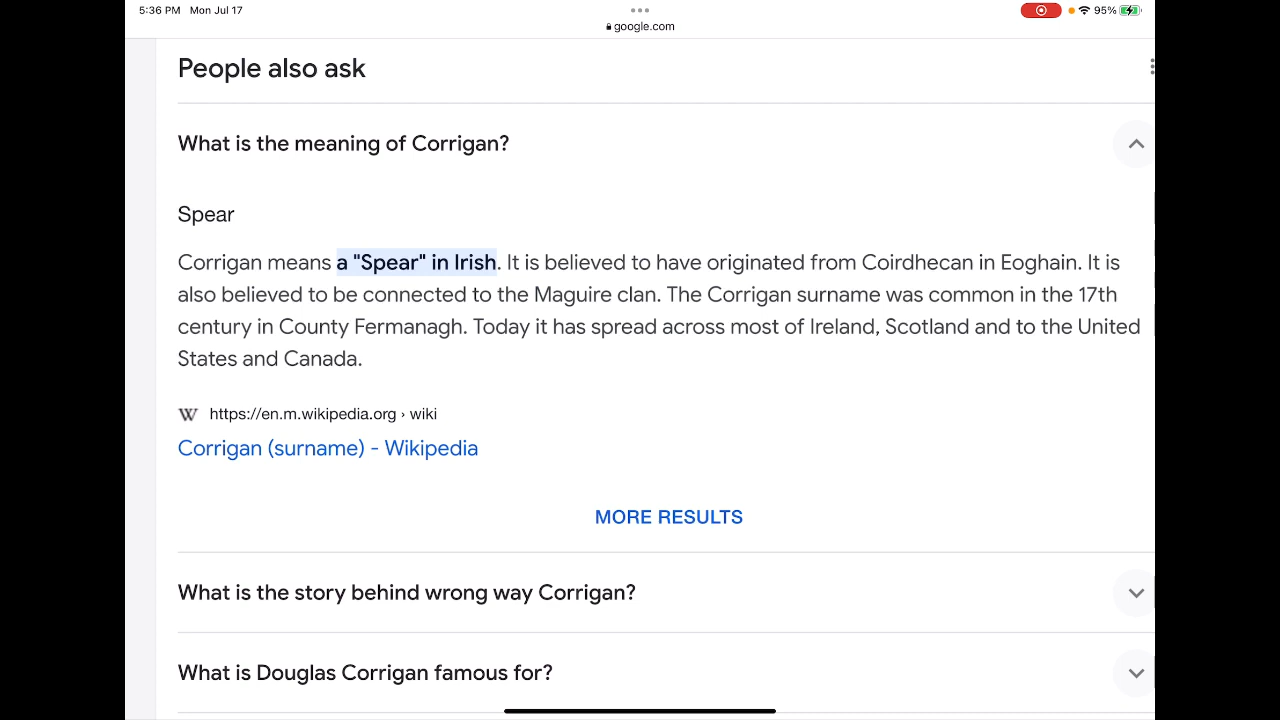 5:36 PM Mon Jul 17
95%
google.com
People also ask
What is the meaning of Corrigan?
Spear
Corrigan means a "Spear" in Irish. It is believed to have originated from Coirdhecan in Eoghain. It is
also believed to be connected to the Maguire clan. The Corrigan surname was common in the 17th
century in County Fermanagh. Today it has spread across most of Ireland, Scotland and to the United
States and Canada.
W https://en.m.wikipedia.org › wiki
Corrigan (surname) - Wikipedia
MORE RESULTS
What is the story behind wrong way Corrigan?
What is Douglas Corrigan famous for?